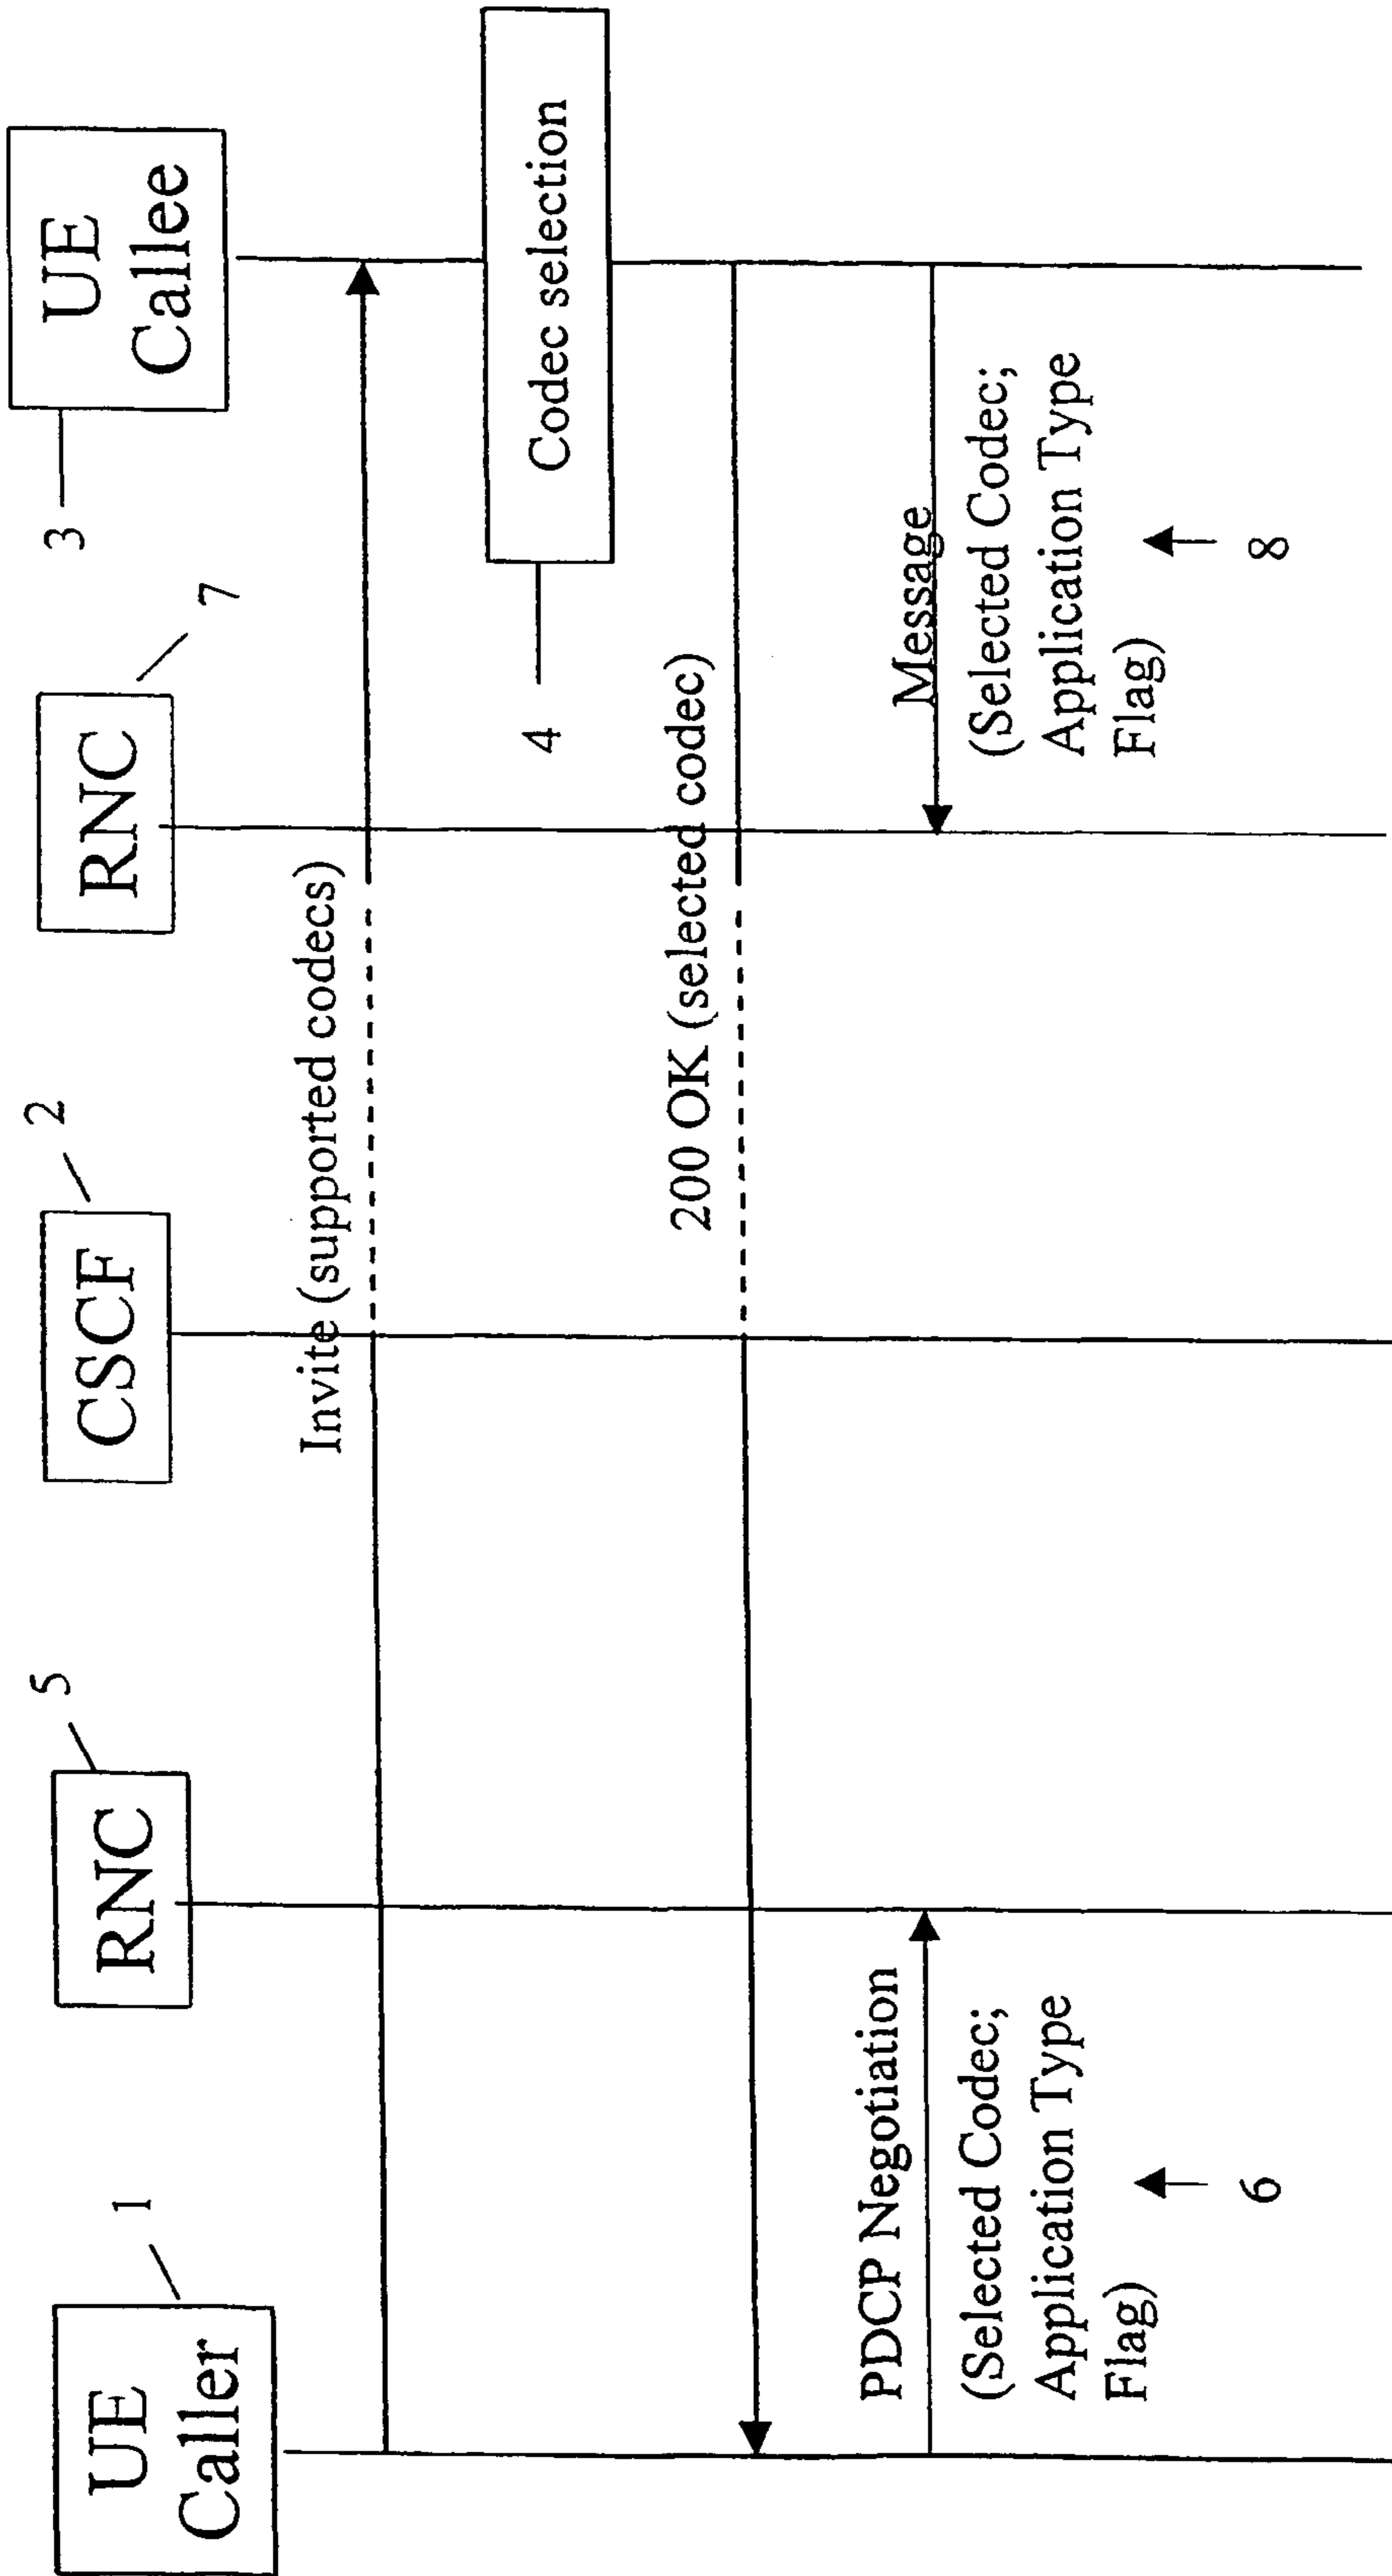 UE
Caller
1
RNC
5
CSCF
2
RNC
7
UE
Callee
3
Invite (supported codecs)
Codec selection
4
200 OK (selected codec)
PDCP Negotiation
(Selected Codec;
Application Type
Flag)
6
Message
(Selected Codec;
Application Type
Flag)
8